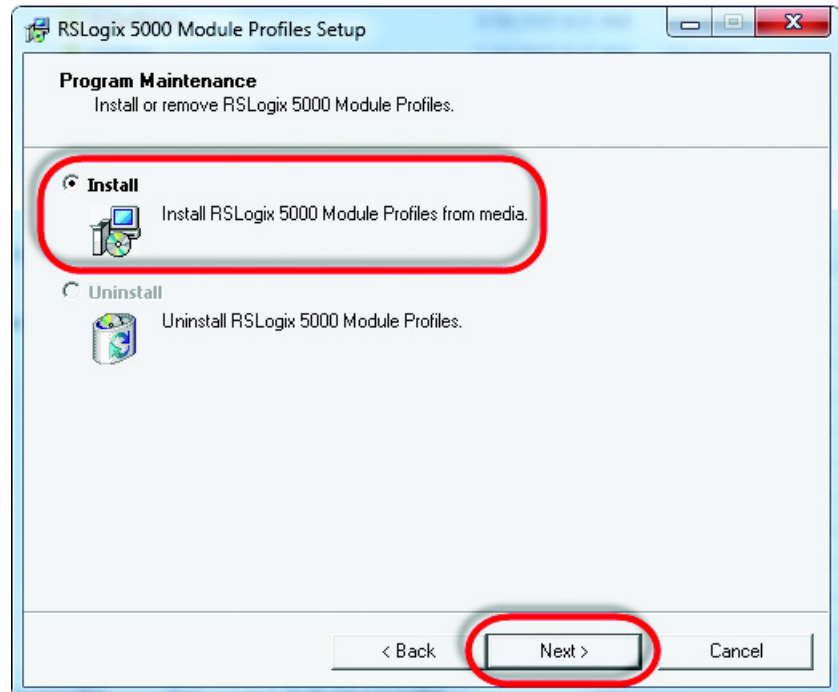 RSLogix 5000 Module Profiles Setup
Program Maintenance
Install or remove RSLogix 5000 Module Profiles.
Install
Install RSLogix 5000 Module Profiles from media.
Uninstall
Uninstall RSLogix 5000 Module Profiles.
< Back
Next >
Cancel